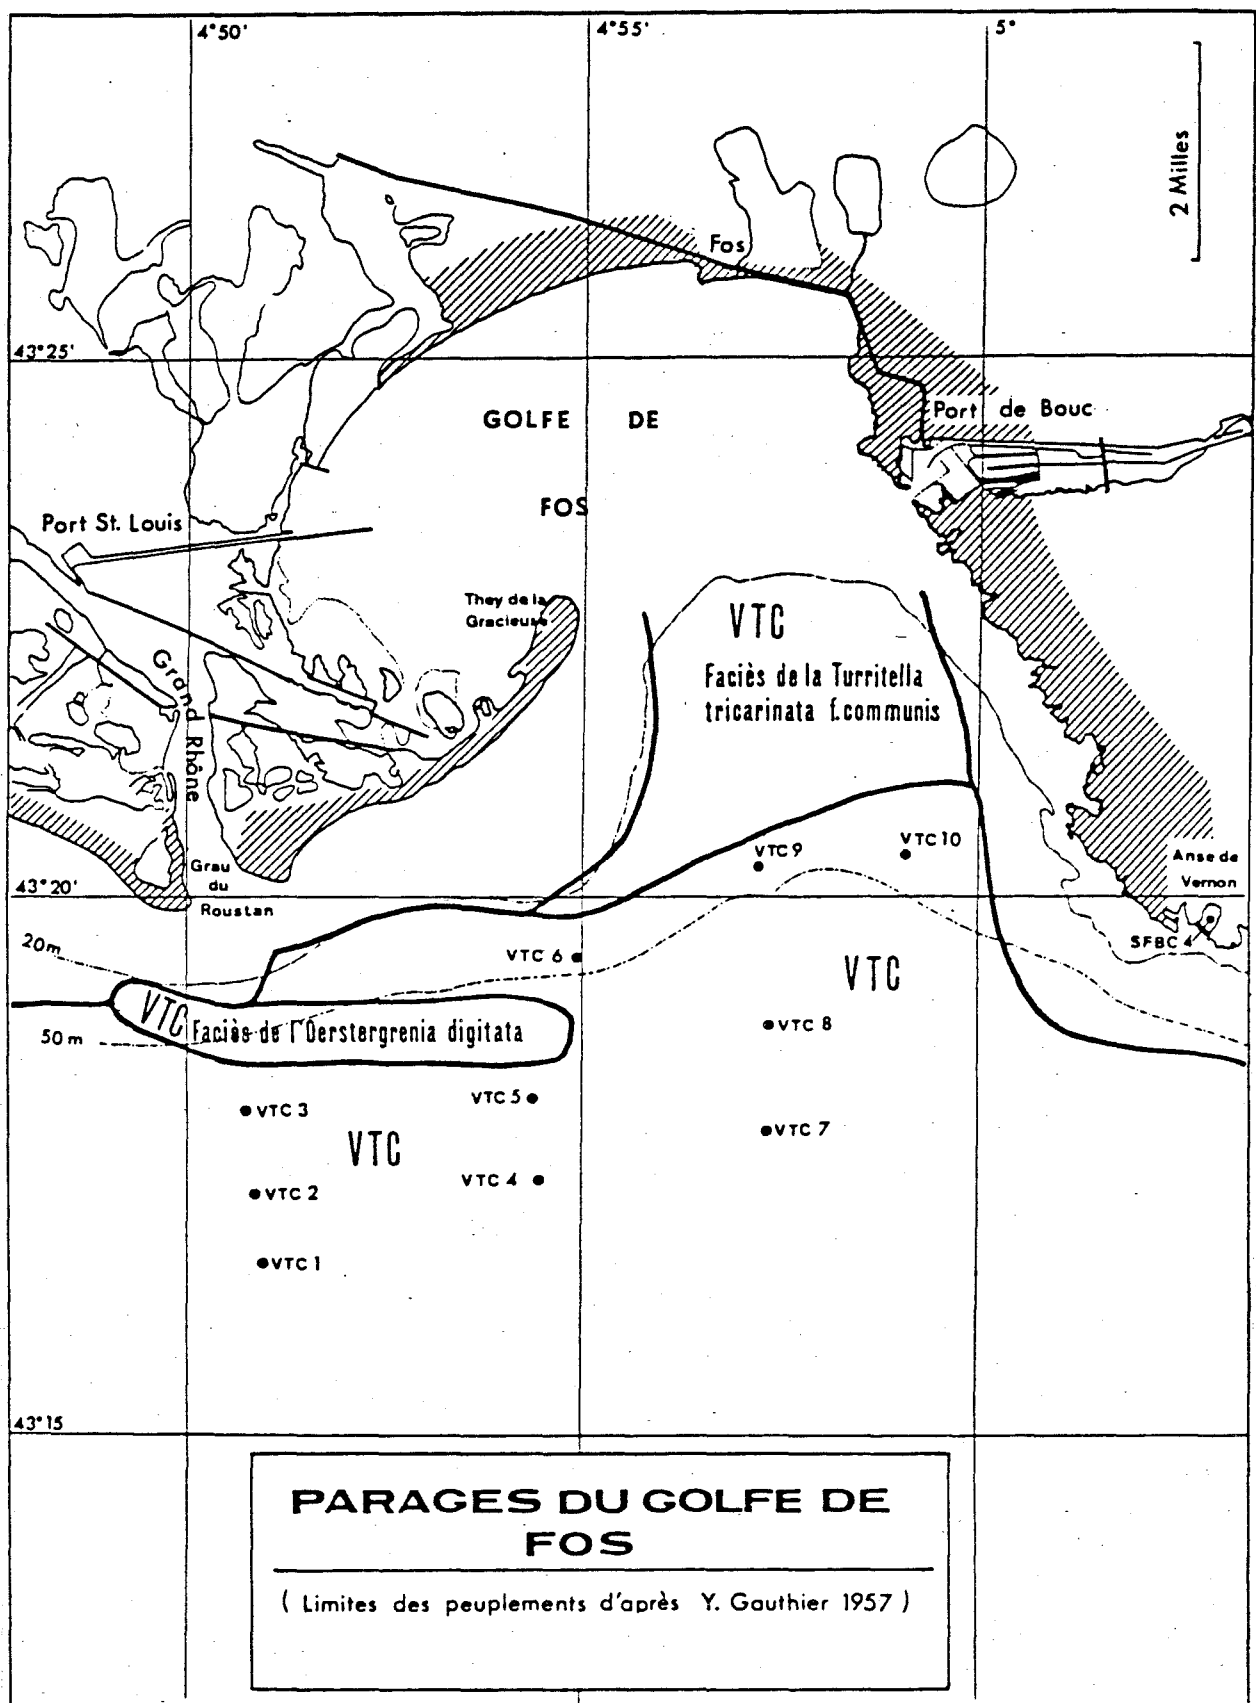 4°50'
4°55'
5°
2 Milles
Fos
43°25'
Port de Bouc
GOLFE DE
FOS
Port St. Louis
They de la
Gracieuse
VTC
Faciès de la Turritella
tricarinata f.communis
Grand Rhône
VTC 9
VTC 10
Anse de
Vernon
Grau
du
Roustan
43°20'
SFBC 4
20m
VTC 6
VTC
VTC Faciès de l'Oerstergrenia digitata
VTC 8
50 m
VTC 5
VTC 3
VTC 7
VTC
VTC 4
VTC 2
VTC 1
43°15
PARAGES DU GOLFE DE
FOS
( Limites des peuplements d'après Y. Gauthier 1957 )